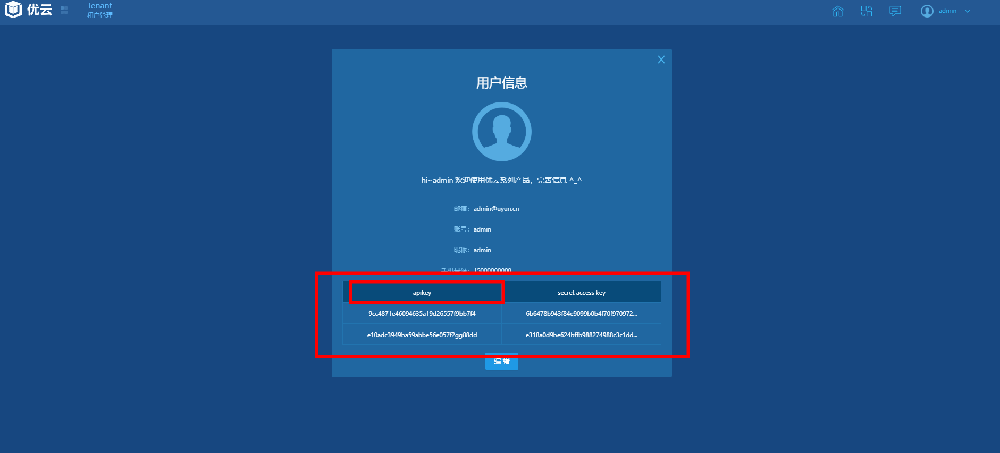 优云
Tenant
租户管理
admin
X
用户信息
hi~admin 欢迎使用优云系列产品，完善信息 ^_^
邮箱： admin@uyun.cn
账号： admin
昵称： admin
手机号码： 15000000000
apikey secret access key
9cc4871e46094635a19d26557f9bb7f4 6b6478b943f84e9099b0b4f70f970972...
e10adc3949ba59abbe56e057f2gg88dd e318a0d9be624bffb988274988c3c1dd...
编 辑